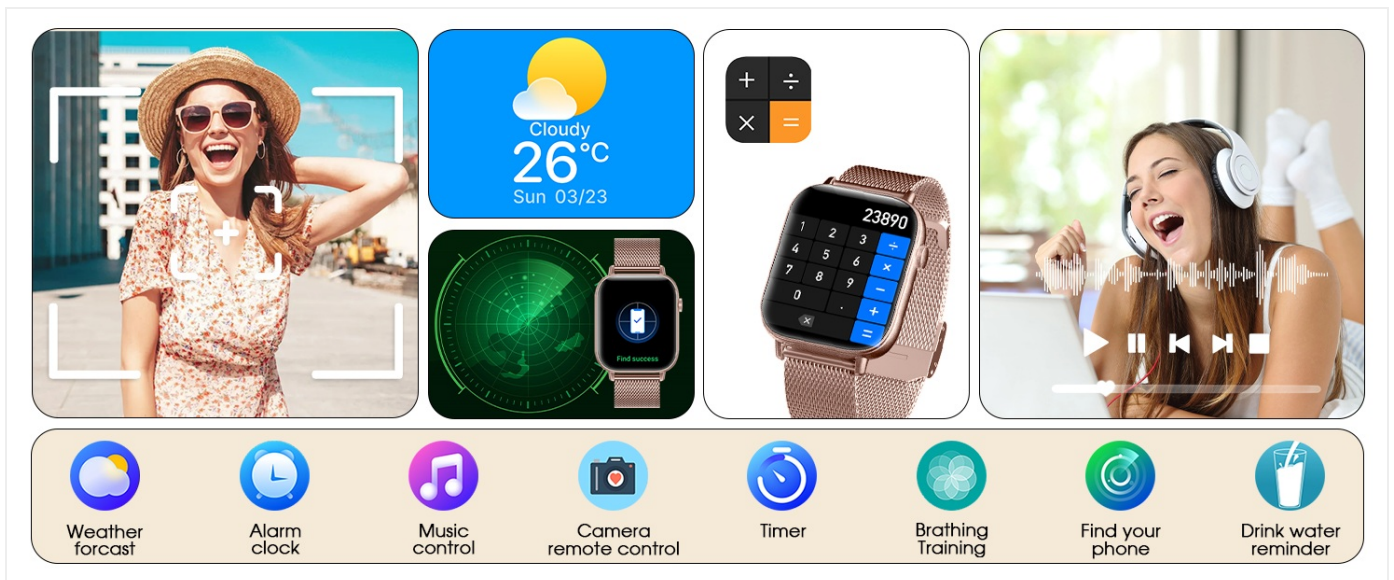 Cloudy
26°C
Sun 03/23
Find success
+ ÷
× =
23890
1 2 3 ÷
4 5 6 ×
7 8 9 −
0 . +
=
Weather
forcast
Alarm
clock
Music
control
Camera
remote control
Timer
Brathing
Training
Find your
phone
Drink water
reminder